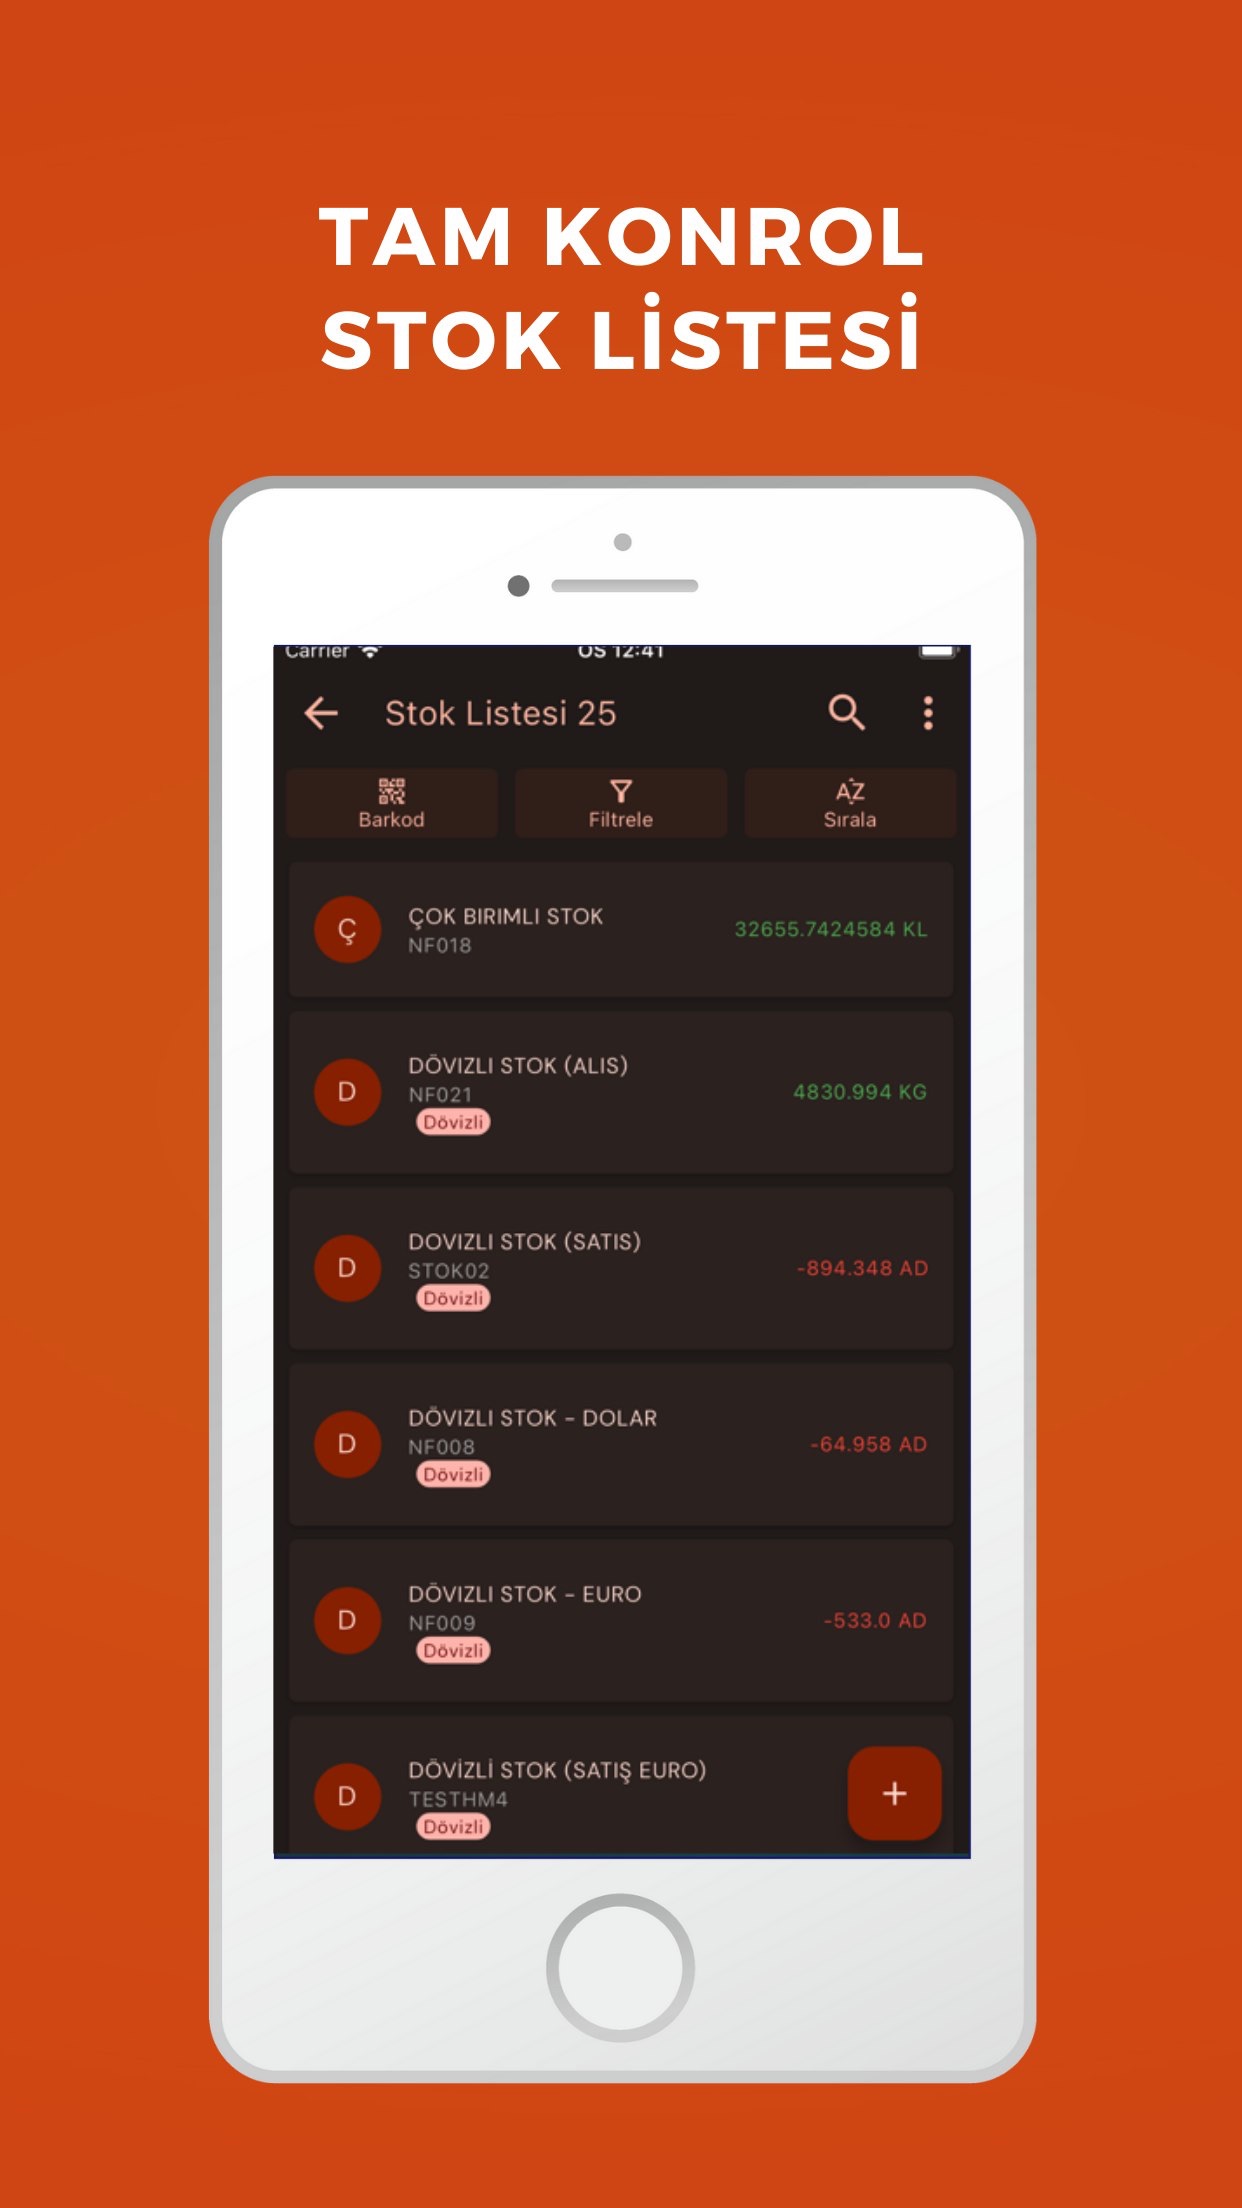 TAM KONROL
STOK LİSTESİ
Carrier ÖS 12:41
Stok Listesi 25
Barkod Filtrele AZ Sırala
Ç ÇOK BIRIMLI STOK
NF018
32655.7424584 KL
D DÖVIZLI STOK (ALIS)
NF021
4830.994 KG
Dövizli
D DOVIZLI STOK (SATIS)
STOK02
-894.348 AD
Dövizli
D DÖVIZLI STOK - DOLAR
NF008
-64.958 AD
Dövizli
D DÖVIZLI STOK - EURO
NF009
-533.0 AD
Dövizli
D DÖVİZLİ STOK (SATIŞ EURO)
TESTHM4
Dövizli
+